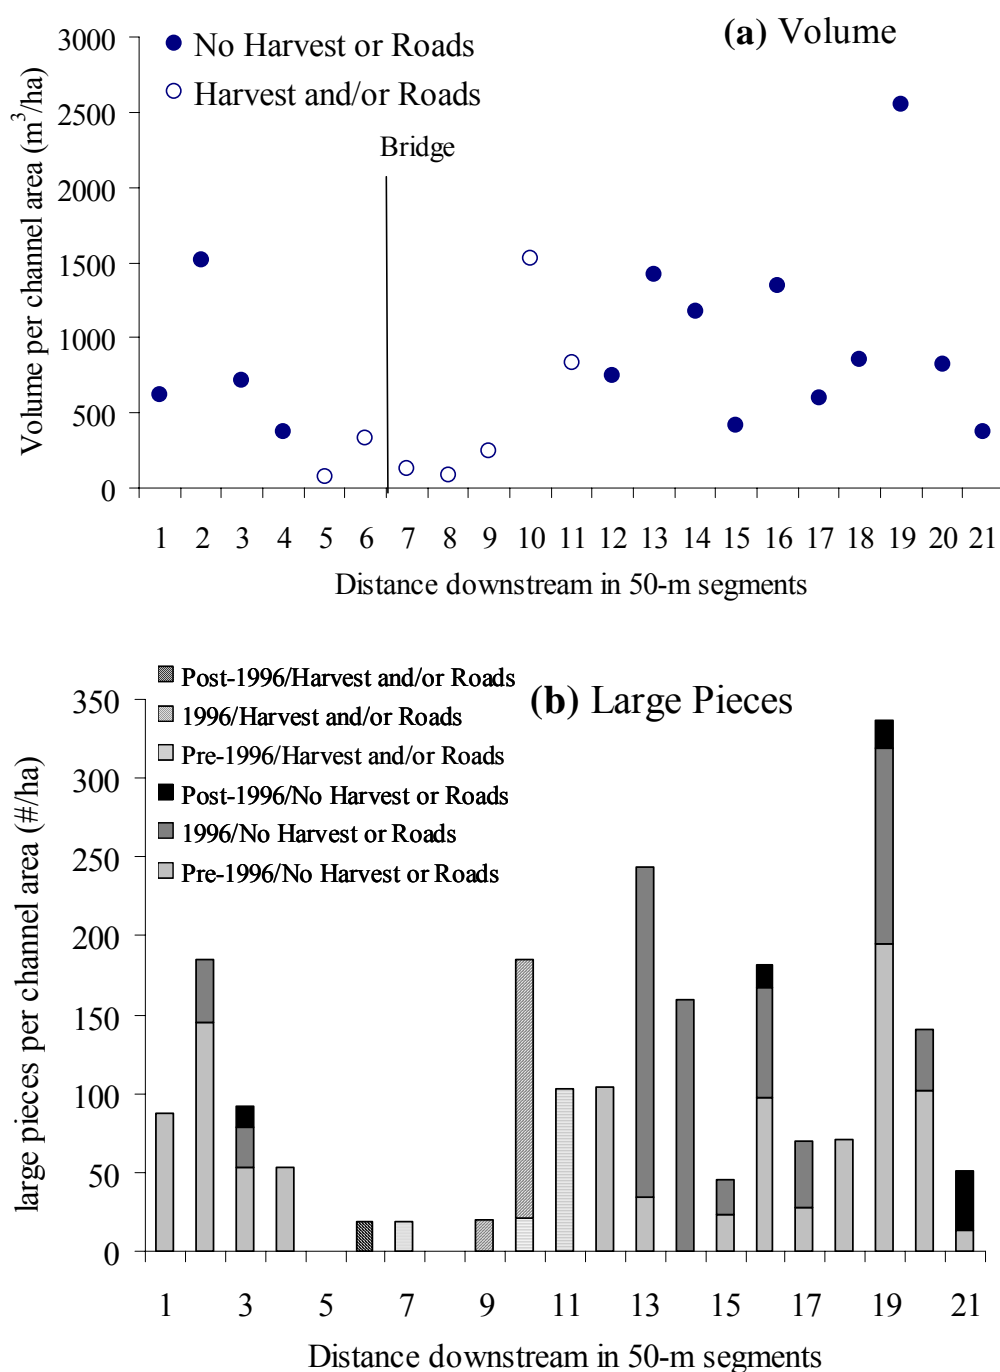 (a) Volume
No Harvest or Roads
Harvest and/or Roads
Bridge
Volume per channel area (m³/ha)
3000
2500
2000
1500
1000
500
0
1 2 3 4 5 6 7 8 9 10 11 12 13 14 15 16 17 18 19 20 21
Distance downstream in 50-m segments
(b) Large Pieces
Post-1996/Harvest and/or Roads
1996/Harvest and/or Roads
Pre-1996/Harvest and/or Roads
Post-1996/No Harvest or Roads
1996/No Harvest or Roads
Pre-1996/No Harvest or Roads
large pieces per channel area (#/ha)
350
300
250
200
150
100
50
0
1 3 5 7 9 11 13 15 17 19 21
Distance downstream in 50-m segments